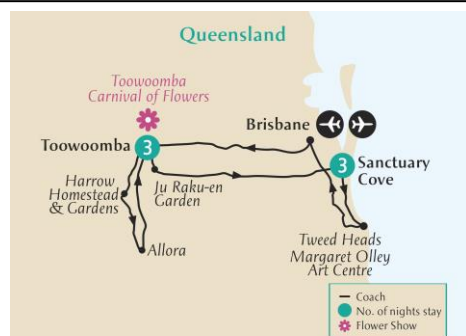 Queensland
Toowoomba
Carnival of Flowers
Brisbane
Toowoomba
3
3
Sanctuary
Cove
Harrow
Homestead
& Gardens
Ju Raku-en
Garden
Allora
Tweed Heads
Margaret Olley
Art Centre
Coach
No. of nights stay
Flower Show